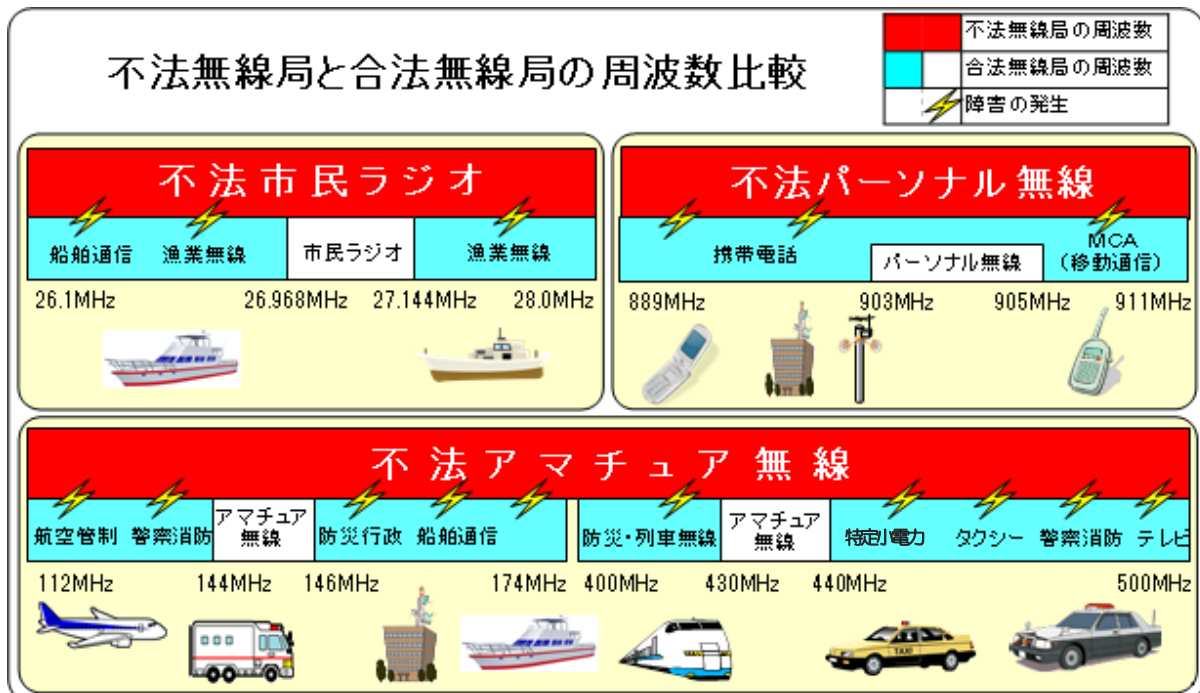 不法無線局と合法無線局の周波数比較
不法無線局の周波数
合法無線局の周波数
障害の発生
不法市民ラジオ
船舶通信 漁業無線 市民ラジオ 漁業無線
26.1MHz 26.968MHz 27.144MHz 28.0MHz
不法パーソナル無線
携帯電話 パーソナル無線 MCA
(移動通信)
889MHz 903MHz 905MHz 911MHz
不法アマチュア無線
航空管制 警察消防 アマチュア
無線
防災行政 船舶通信
防災・列車無線 アマチュア
無線
特定小電力 タクシー 警察消防 テレビ
112MHz 144MHz 146MHz 174MHz 400MHz 430MHz 440MHz 500MHz
TAXI